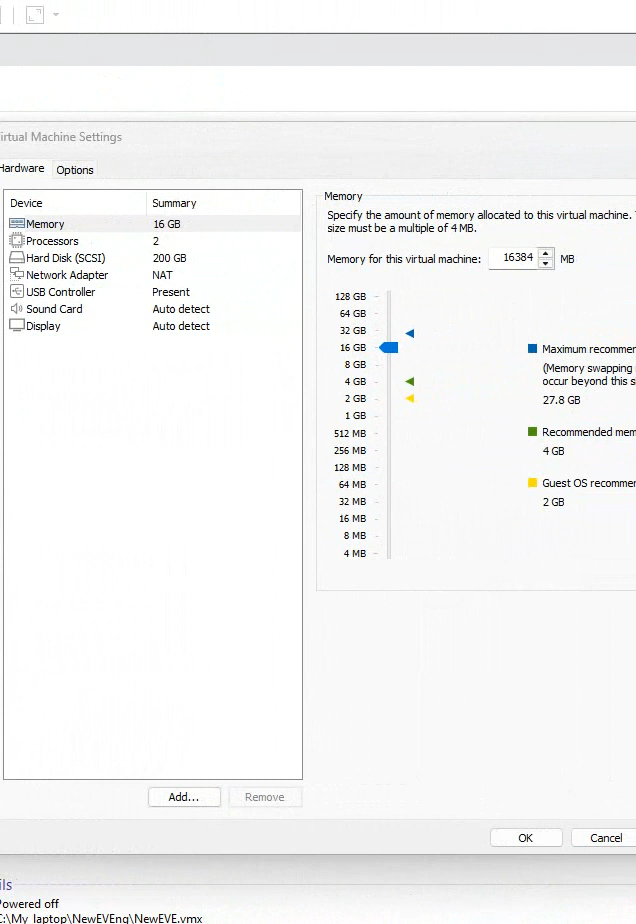 irtual Machine Settings
Hardware Options
Device Summary
Memory 16 GB
Processors 2
Hard Disk (SCSI) 200 GB
Network Adapter NAT
USB Controller Present
Sound Card Auto detect
Display Auto detect
Add... Remove
Memory
Specify the amount of memory allocated to this virtual machine.
size must be a multiple of 4 MB.
Memory for this virtual machine: 16384 MB
128 GB
64 GB
32 GB
16 GB
8 GB
4 GB
2 GB
1 GB
512 MB
256 MB
128 MB
64 MB
32 MB
16 MB
8 MB
4 MB
Maximum recommen
(Memory swapping
occur beyond this s
27.8 GB
Recommended mem
4 GB
Guest OS recommen
2 GB
OK Cancel
ils
Powered off
C:\My_laptop\NewEVEng\NewEVE.vmx